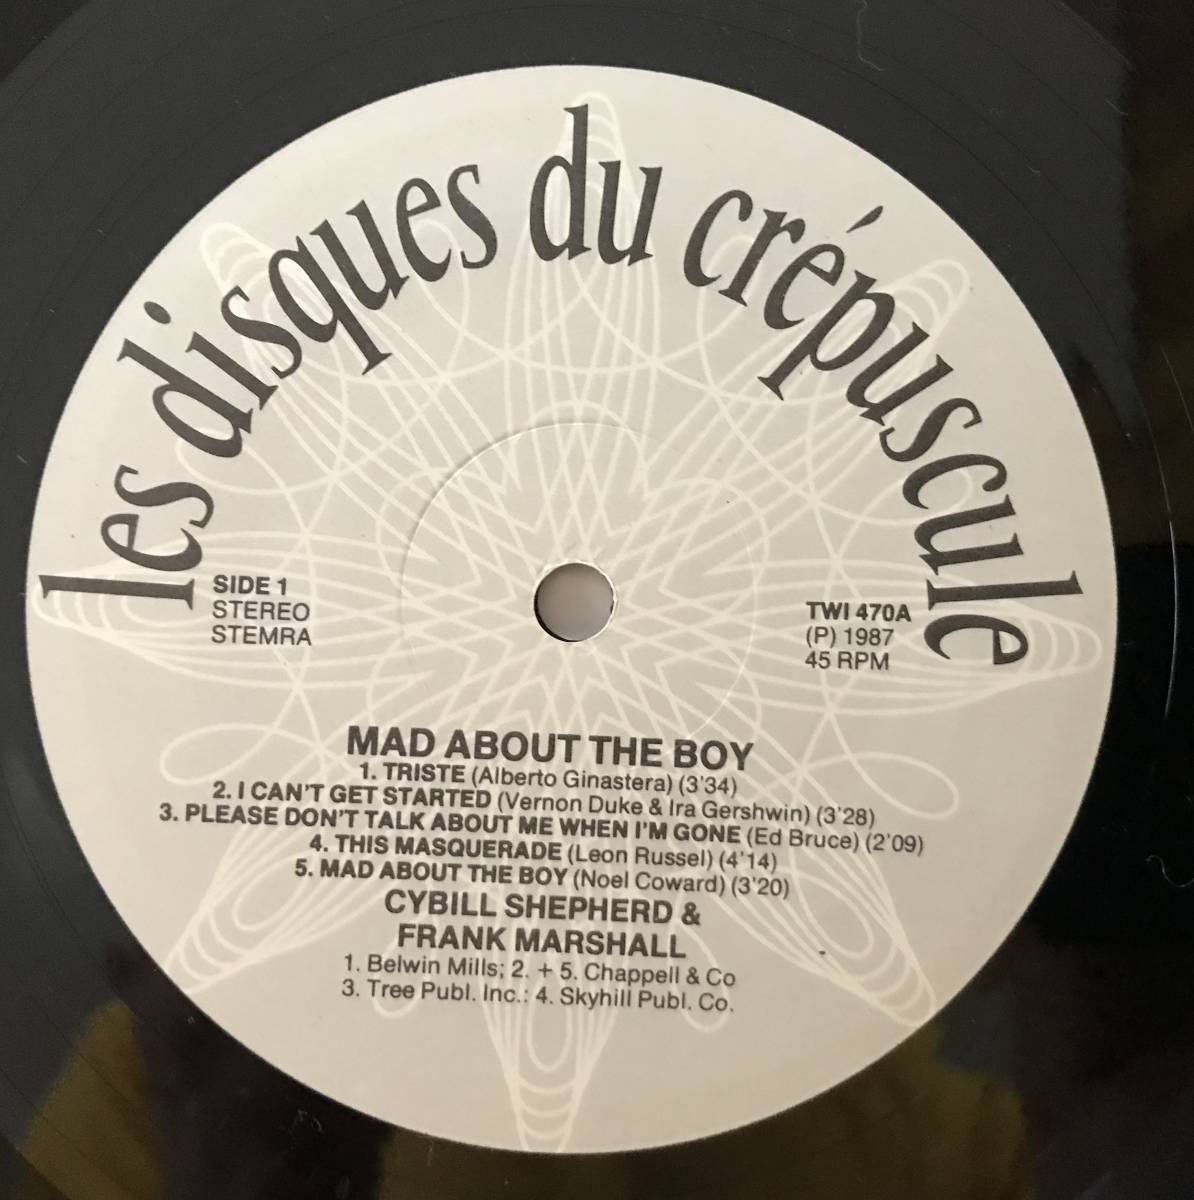 les disques du crépuscule
SIDE 1
STEREO
STEMRA
TWI 470A
(P) 1987
45 RPM
MAD ABOUT THE BOY
1. TRISTE (Alberto Ginastera) (3'34)
2. I CAN'T GET STARTED (Vernon Duke & Ira Gershwin) (3'28)
3. PLEASE DON'T TALK ABOUT ME WHEN I'M GONE (Ed Bruce) (2'09)
4. THIS MASQUERADE (Leon Russel) (4'14)
5. MAD ABOUT THE BOY (Noel Coward) (3'20)
CYBILL SHEPHERD &
FRANK MARSHALL
1. Belwin Mills; 2. + 5. Chappell & Co
3. Tree Publ. Inc.: 4. Skyhill Publ. Co.